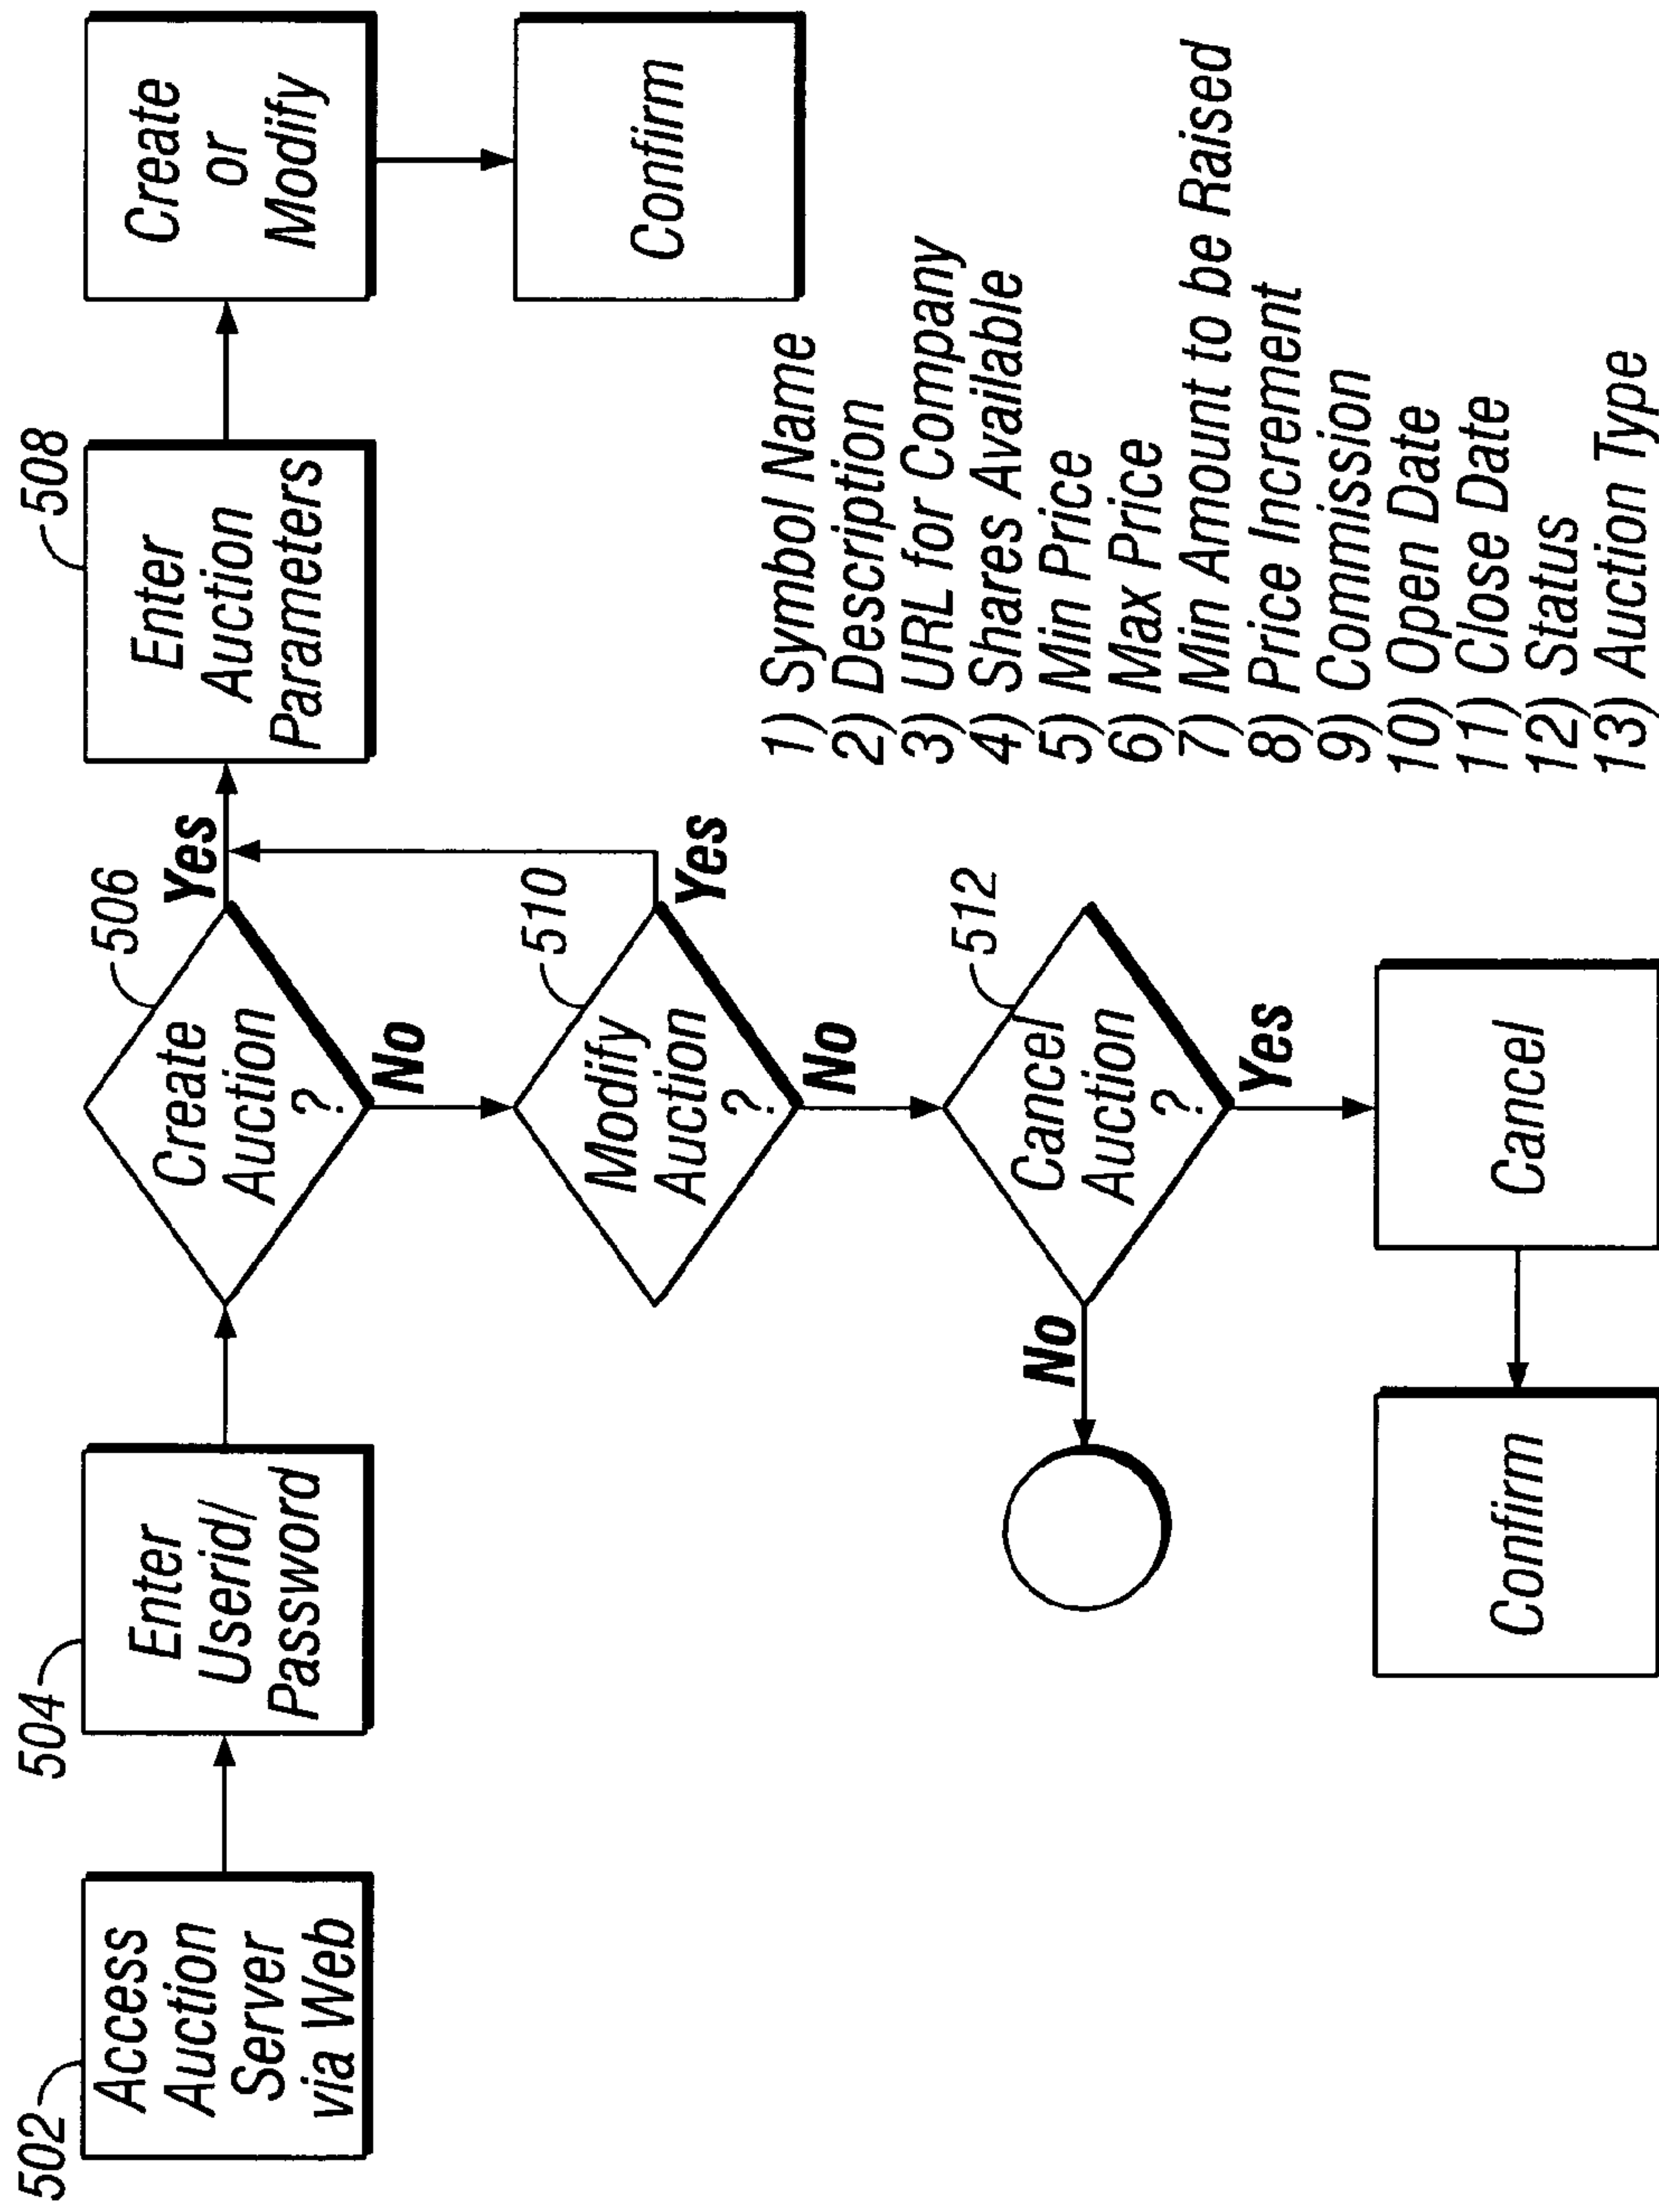 502
Access
Auction
Server
via Web
504
Enter
Userid/
Password
506
Create
Auction
?
Yes
No
508
Enter
Auction
Parameters
Create
or
Modify
Confirm
510
Modify
Auction
?
Yes
No
512
Cancel
Auction
?
No
Yes
Cancel
Confirm
1) Symbol Name
2) Description
3) URL for Company
4) Shares Available
5) Min Price
6) Max Price
7) Min Amount to be Raised
8) Price Increment
9) Commission
10) Open Date
11) Close Date
12) Status
13) Auction Type